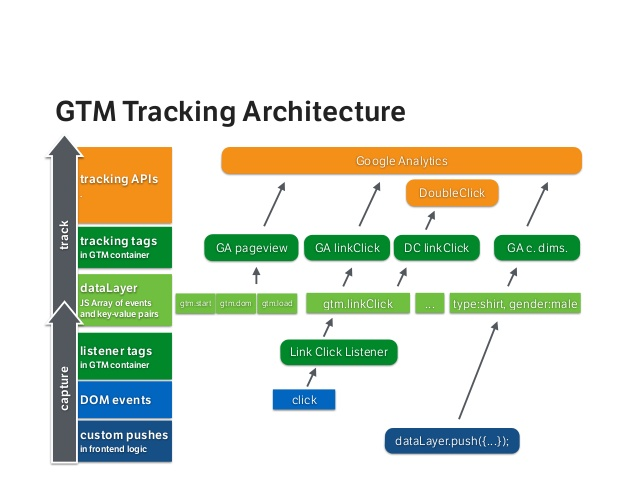 GTM Tracking Architecture
track
capture
tracking APIs
Google Analytics
DoubleClick
tracking tags
in GTM container
GA pageview
GA linkClick
DC linkClick
GA c. dims.
dataLayer
JS Array of events
and key-value pairs
gtm.start
gtm.dom
gtm.load
gtm.linkClick
...
type:shirt, gender:male
listener tags
in GTM container
Link Click Listener
DOM events
click
custom pushes
in frontend logic
dataLayer.push({...});